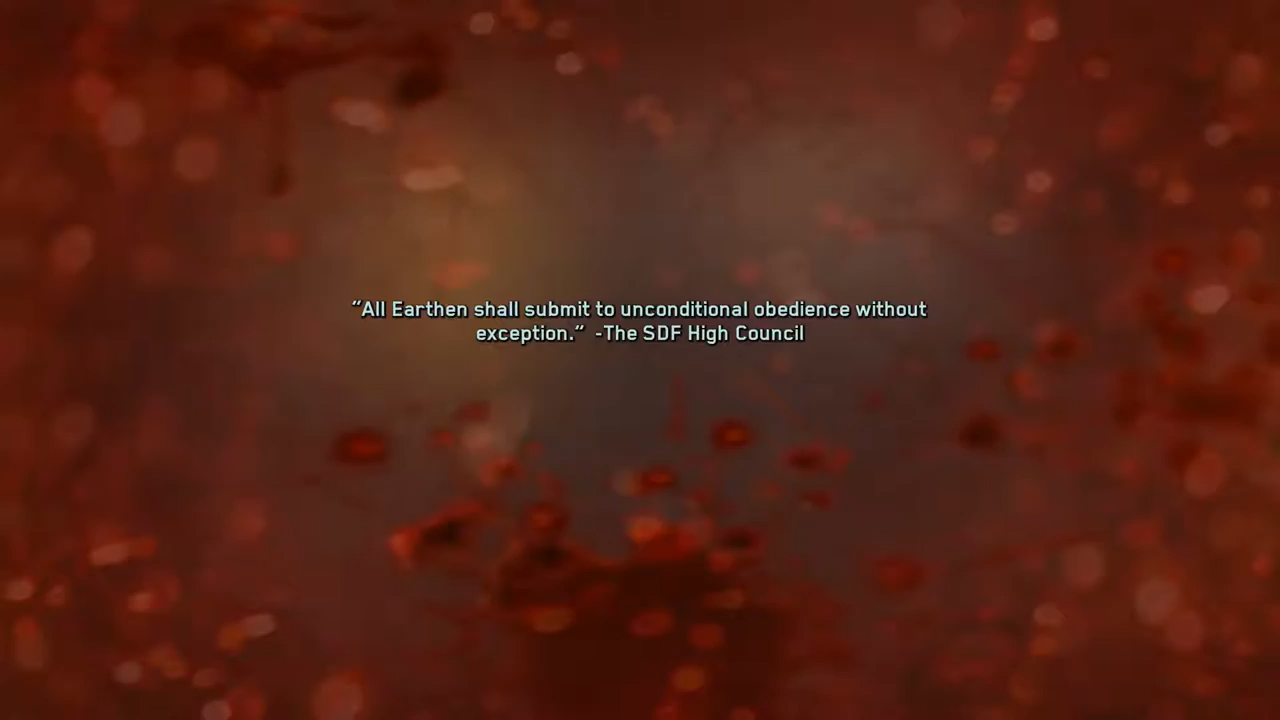 “All Earthen shall submit to unconditional obedience without
exception.“  -The SDF High Council